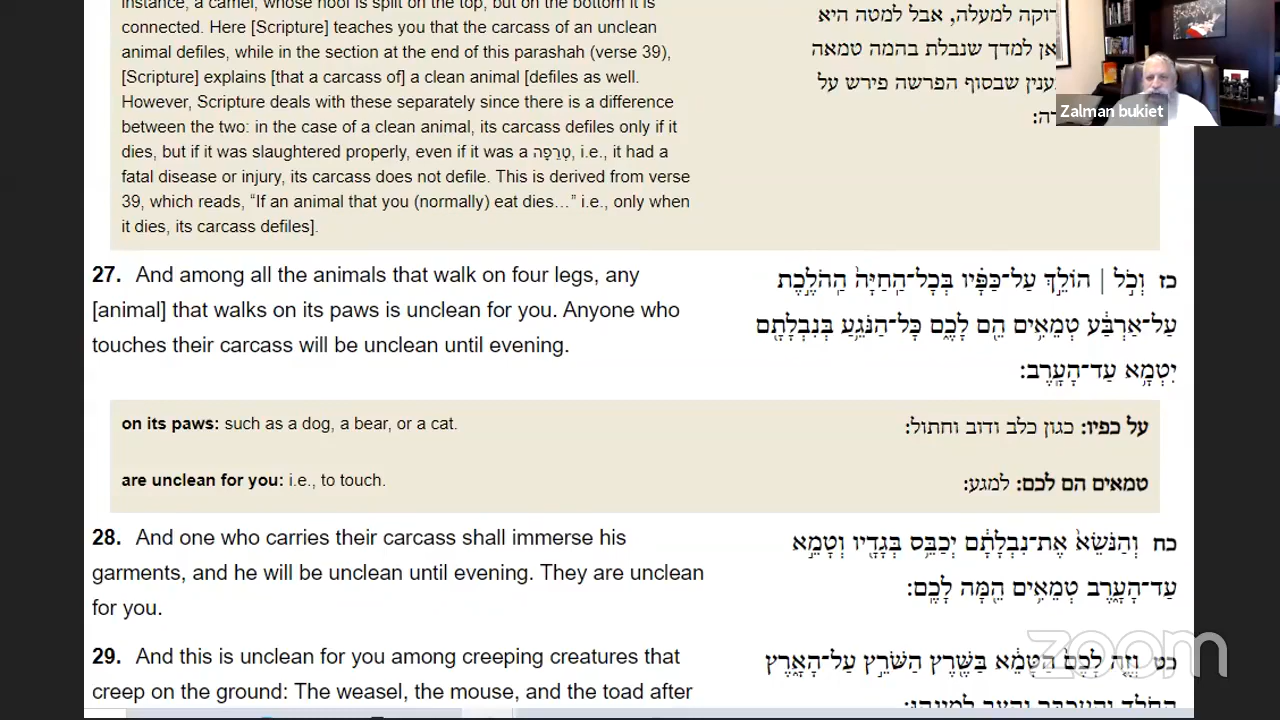 instance, a camel, whose hoof is split on the top, but on the bottom it is
connected. Here [Scripture] teaches you that the carcass of an unclean
animal defiles, while in the section at the end of this parashah (verse 39),
[Scripture] explains [that a carcass of] a clean animal [defiles as well.
However, Scripture deals with these separately since there is a difference
between the two: in the case of a clean animal, its carcass defiles only if it
dies, but if it was slaughtered properly, even if it was a טְרֵפָה, i.e., it had a
fatal disease or injury, its carcass does not defile. This is derived from verse
39, which reads, “If an animal that you (normally) eat dies…” i.e., only when
it dies, its carcass defiles].
למעלה, אבל למטה היא
למדך שנבלת בהמה טמאה
שבסוף הפרשה פירש על
Zalman bukiet
27. And among all the animals that walk on four legs, any
[animal] that walks on its paws is unclean for you. Anyone who
touches their carcass will be unclean until evening.
כז וְכֹ֣ל | הוֹלֵ֣ךְ עַל־כַּפָּ֗יו בְּכָל־הַֽחַיָּה֙ הַֽהֹלֶ֣כֶת
עַל־אַרְבַּ֔ע טְמֵאִ֥ים הֵ֖ם לָכֶ֑ם כָּל־הַנֹּגֵ֥עַ בְּנִבְלָתָ֖ם
יִטְמָ֥א עַד־הָעָֽרֶב:
on its paws: such as a dog, a bear, or a cat.
על כפיו: כגון כלב ודוב וחתול:
are unclean for you: i.e., to touch.
טמאים הם לכם: למגע:
28. And one who carries their carcass shall immerse his
garments, and he will be unclean until evening. They are unclean
for you.
כח וְהַנֹּשֵׂא֙ אֶת־נִבְלָתָ֔ם יְכַבֵּ֥ס בְּגָדָ֖יו וְטָמֵ֣א
עַד־הָעָ֑רֶב טְמֵאִ֥ים הֵ֖מָּה לָכֶֽם:
29. And this is unclean for you among creeping creatures that
creep on the ground: The weasel, the mouse, and the toad after
כט וְזֶ֤ה לָכֶם֙ הַטָּמֵ֔א בַּשֶּׁ֖רֶץ הַשֹּׁרֵ֣ץ עַל־הָאָ֑רֶץ
zoom